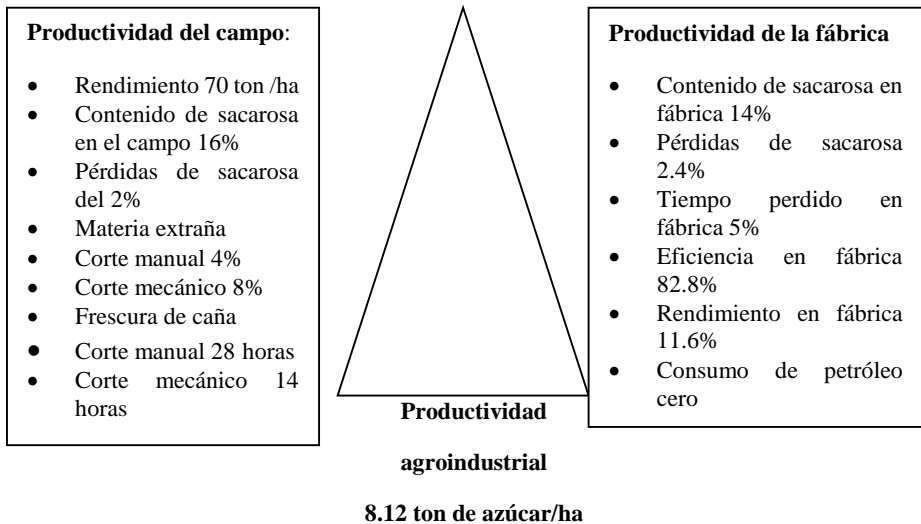 Productividad del campo:
• Rendimiento 70 ton /ha
• Contenido de sacarosa
en el campo 16%
• Pérdidas de sacarosa
del 2%
• Materia extraña
• Corte manual 4%
• Corte mecánico 8%
• Frescura de caña
• Corte manual 28 horas
• Corte mecánico 14
horas
Productividad de la fábrica
• Contenido de sacarosa en
fábrica 14%
• Pérdidas de sacarosa
2.4%
• Tiempo perdido en
fábrica 5%
• Eficiencia en fábrica
82.8%
• Rendimiento en fábrica
11.6%
• Consumo de petróleo
cero
Productividad
agroindustrial
8.12 ton de azúcar/ha